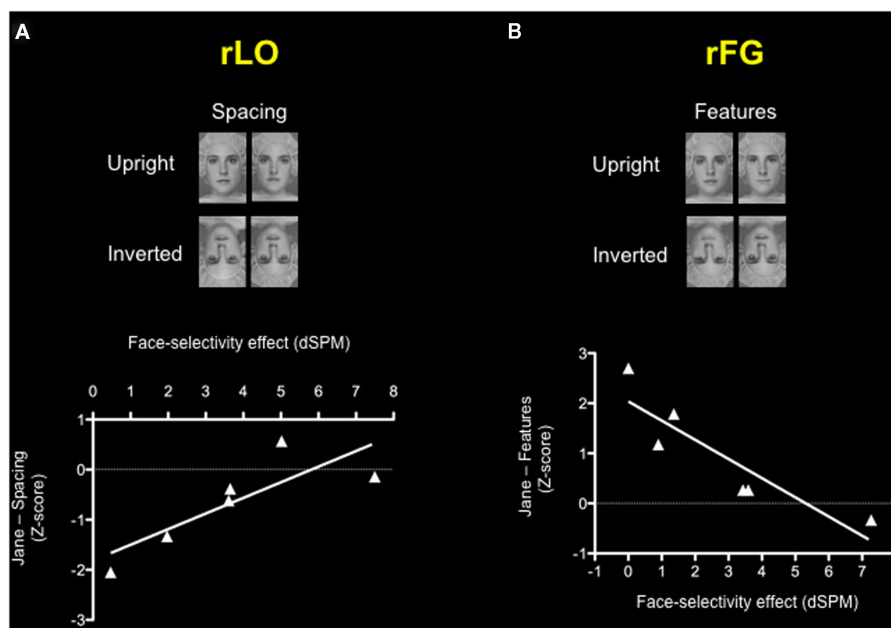 A
rLO
Spacing
Upright
Inverted
Face-selectivity effect (dSPM)
0 1 2 3 4 5 6 7 8
1
0
-1
-2
-3
Jane – Spacing
(Z-score)
B
rFG
Features
Upright
Inverted
3
2
1
0
-1
Jane – Features
(Z-score)
-1 0 1 2 3 4 5 6 7
Face-selectivity effect (dSPM)